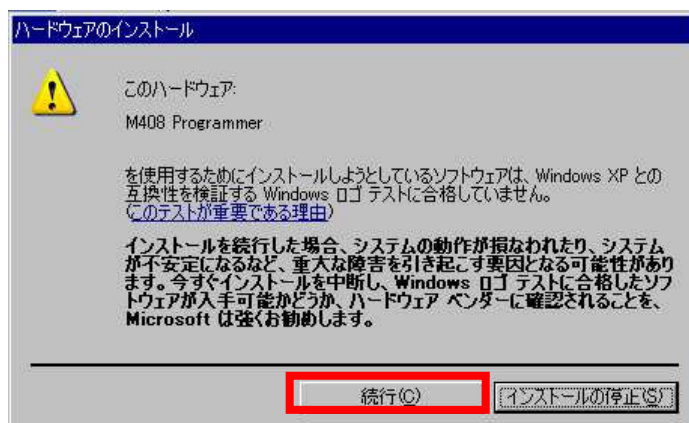 ハードウェアのインストール
このハードウェア:
M408 Programmer
を使用するためにインストールしようとしているソフトウェアは、Windows XP との
互換性を検証する Windows ロゴ テストに合格していません。
(このテストが重要である理由)
インストールを続行した場合、システムの動作が損なわれたり、システム
が不安定になるなど、重大な障害を引き起こす要因となる可能性があり
ます。今すぐインストールを中断し、Windows ロゴ テストに合格したソフ
トウェアが入手可能かどうか、ハードウェア ベンダーに確認されることを、
Microsoft は強くお勧めします。
続行(C) インストールの停止(S)